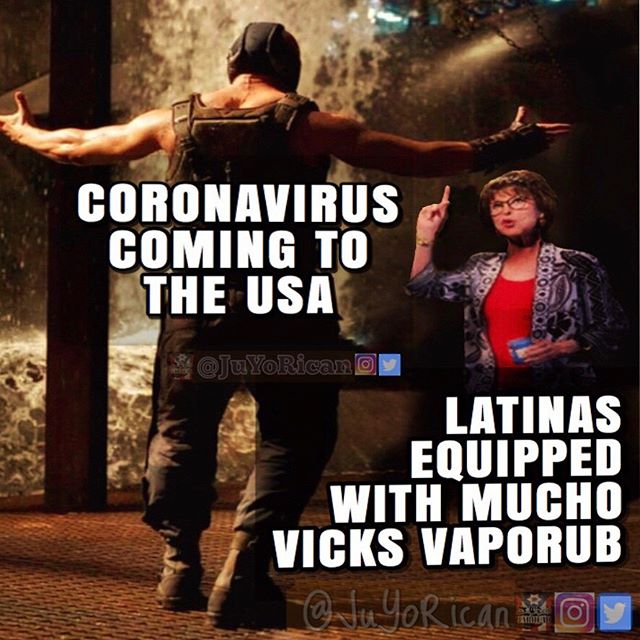 CORONAVIRUS
COMING TO
THE USA
@JuYoRican
LATINAS
EQUIPPED
WITH MUCHO
VICKS VAPORUB
@JuYoRican